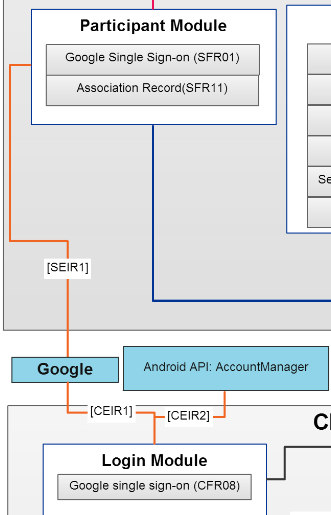 Participant Module
Google Single Sign-on (SFR01)
Association Record(SFR11)
Se
[SEIR1]
Google
Android API: AccountManager
[CEIR1]
[CEIR2]
Cl
Login Module
Google single sign-on (CFR08)